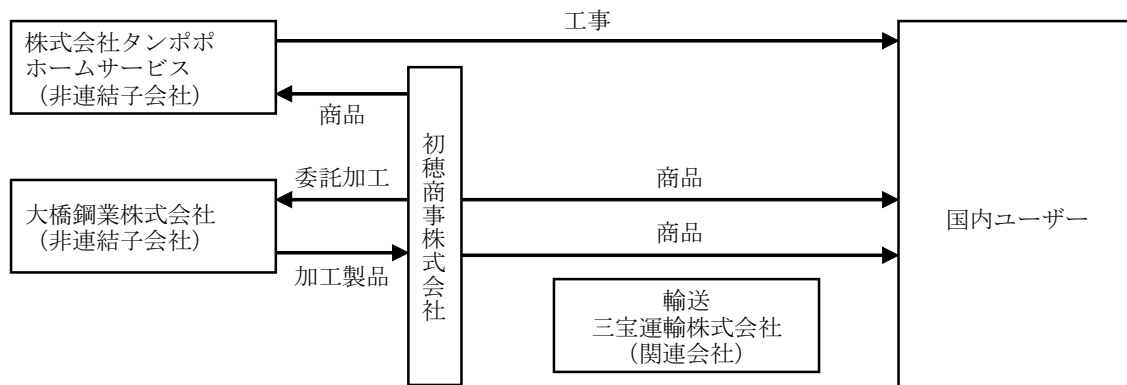 工事
株式会社タンポポ
ホームサービス
（非連結子会社）
商品
初穂商事株式会社
委託加工
商品
大橋鋼業株式会社
（非連結子会社）
国内ユーザー
商品
加工製品
輸送
三宝運輸株式会社
（関連会社）